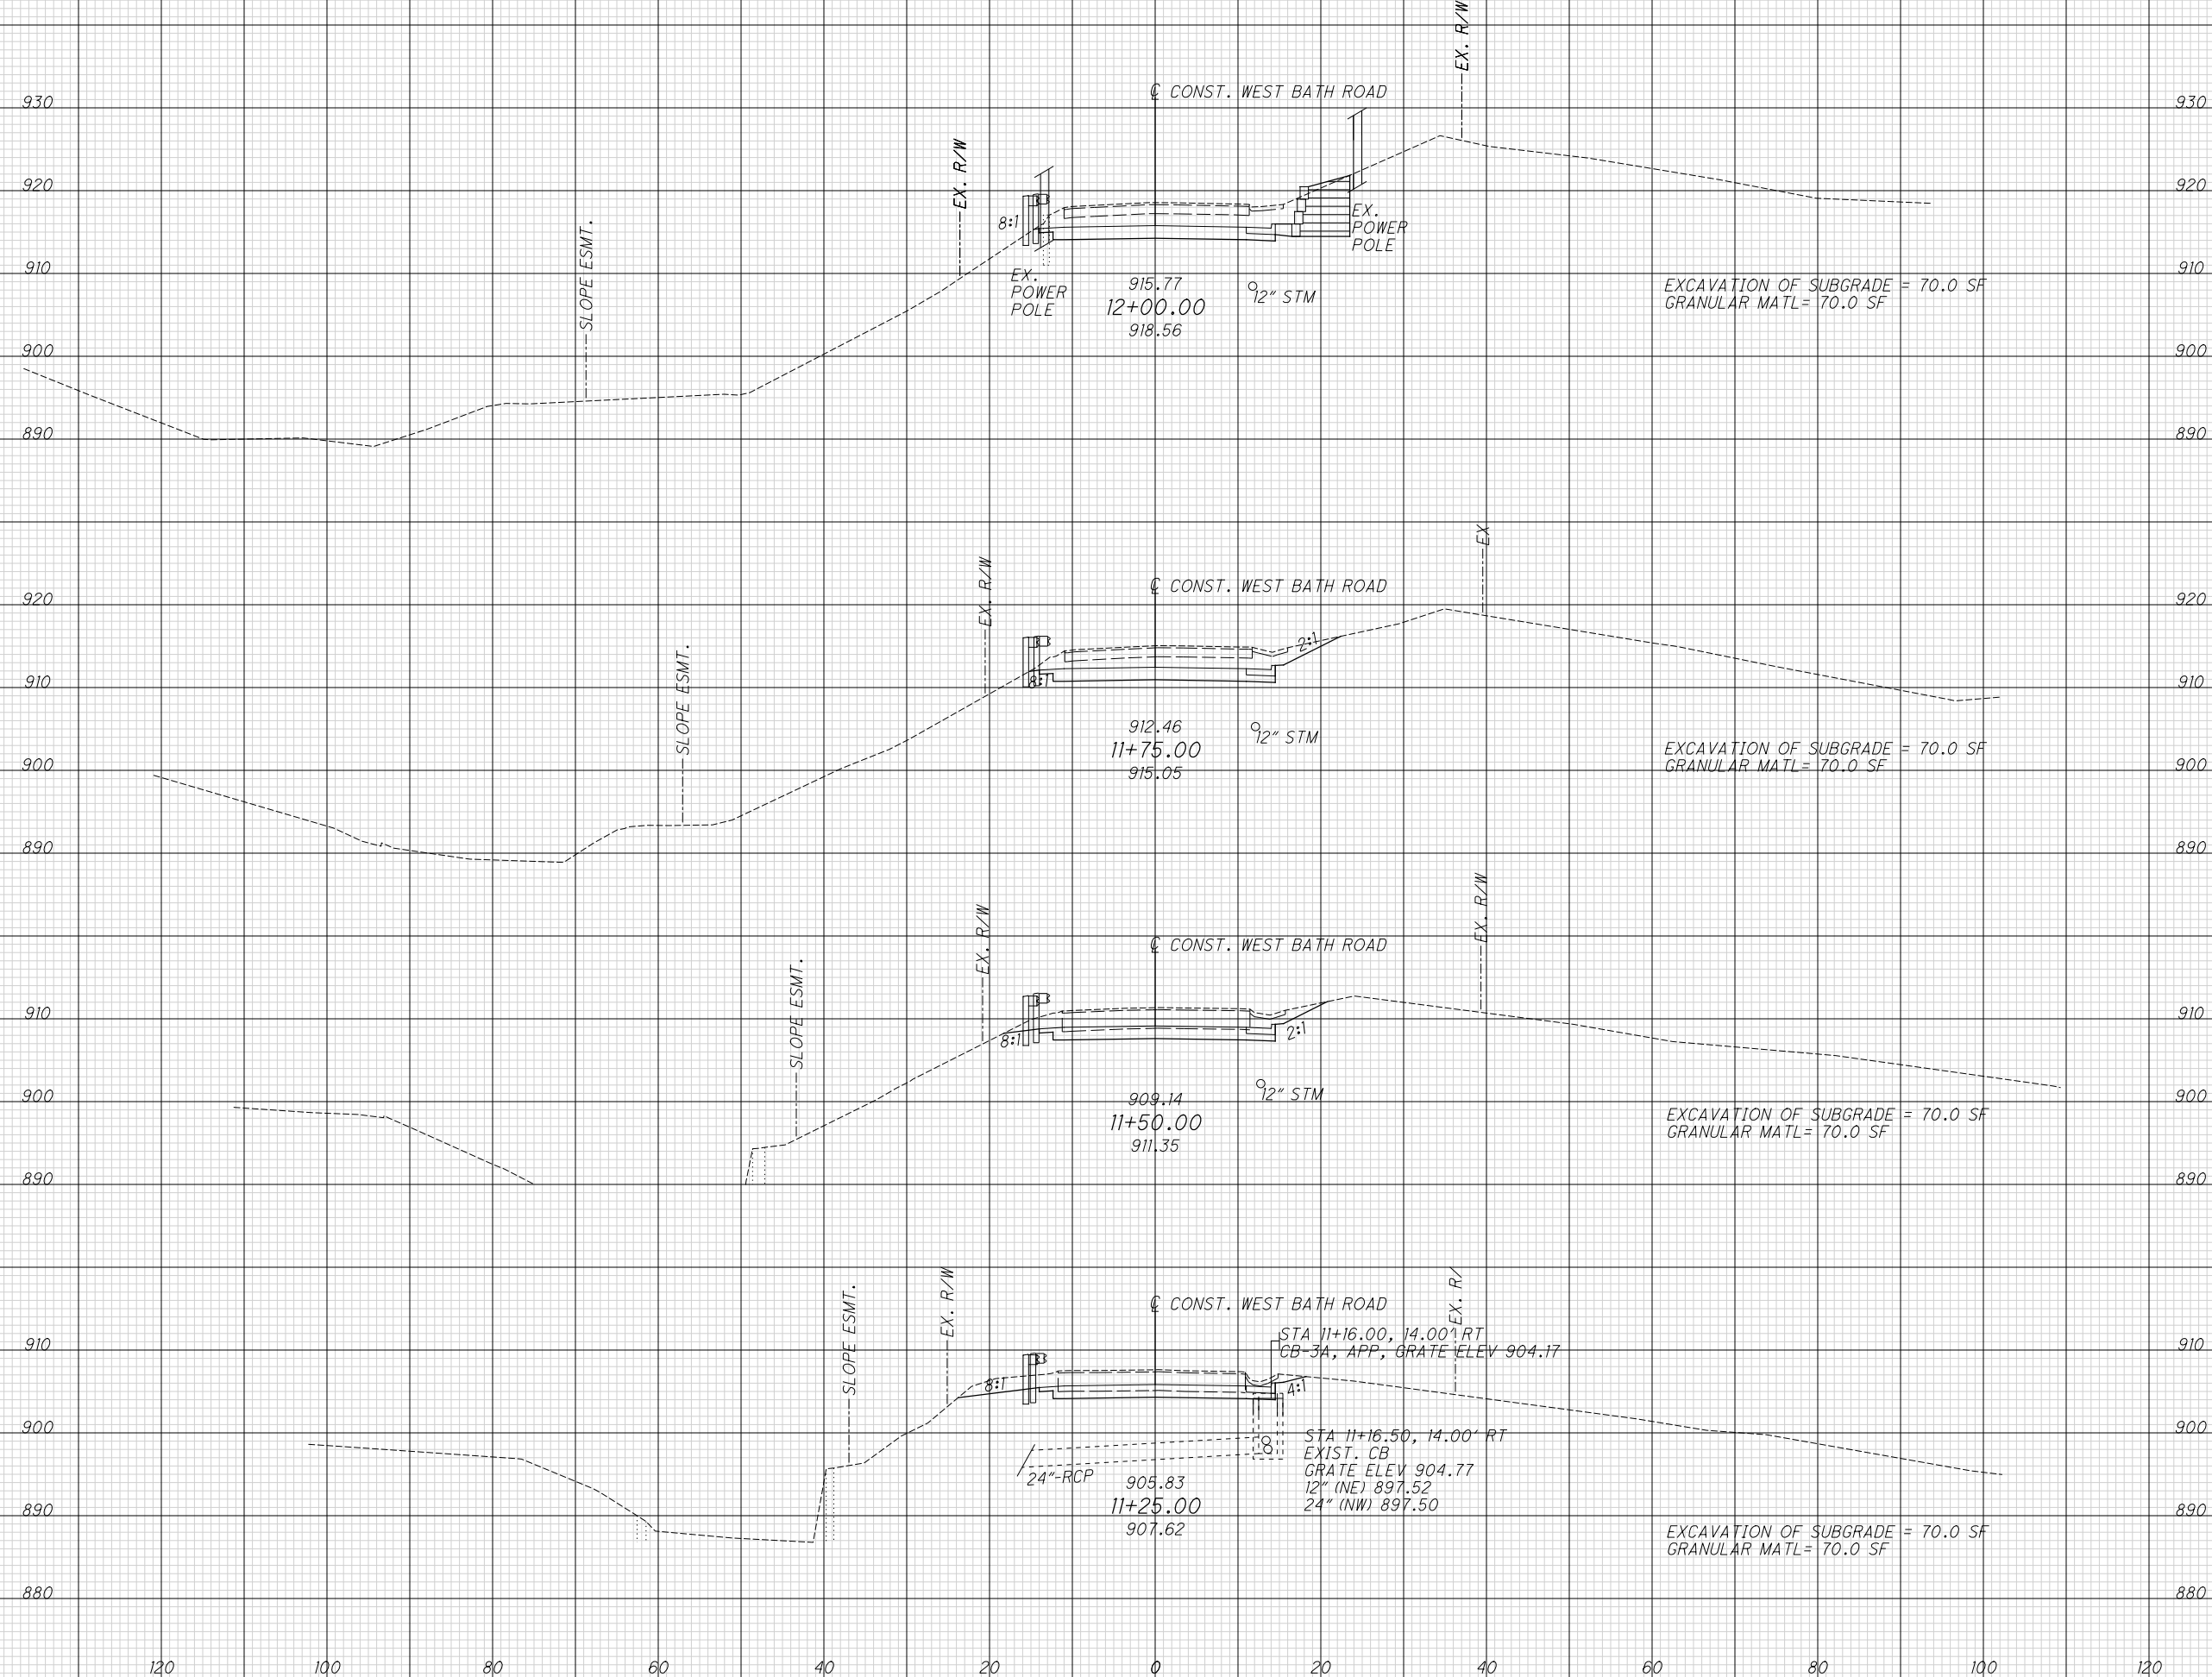 EX. R/W
℄ CONST. WEST BATH ROAD
930
930
EX. R/W
920
920
SLOPE ESMT.
8:1
EX.
POWER
POLE
910
910
EX.
POWER
POLE
915.77
12+00.00
918.56
12" STM
EXCAVATION OF SUBGRADE = 70.0 SF
GRANULAR MATL= 70.0 SF
900
900
890
890
EX
EX. R/W
℄ CONST. WEST BATH ROAD
920
920
SLOPE ESMT.
2:1
8:1
910
910
912.46
11+75.00
915.05
12" STM
EXCAVATION OF SUBGRADE = 70.0 SF
GRANULAR MATL= 70.0 SF
900
900
890
890
EX. R/W
EX. R/W
℄ CONST. WEST BATH ROAD
SLOPE ESMT.
910
910
8:1
2:1
900
900
909.14
11+50.00
911.35
12" STM
EXCAVATION OF SUBGRADE = 70.0 SF
GRANULAR MATL= 70.0 SF
890
890
EX. R/W
EX. R/
SLOPE ESMT.
℄ CONST. WEST BATH ROAD
STA 11+16.00, 14.00' RT
CB-3A, APP, GRATE ELEV 904.17
910
910
8:1
4:1
900
900
STA 11+16.50, 14.00' RT
EXIST. CB
GRATE ELEV 904.77
12" (NE) 897.52
24" (NW) 897.50
24"-RCP
905.83
11+25.00
907.62
890
890
EXCAVATION OF SUBGRADE = 70.0 SF
GRANULAR MATL= 70.0 SF
880
880
120 100 80 60 40 20 0 20 40 60 80 100 120